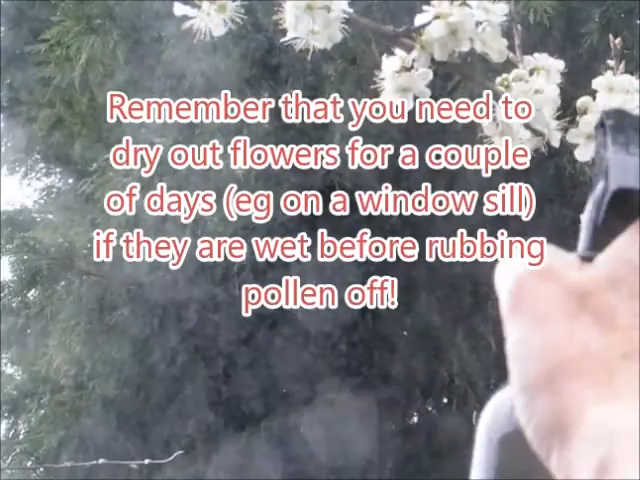 Remember that you need to
dry out flowers for a couple
of days (eg on a window sill)
if they are wet before rubbing
pollen off!